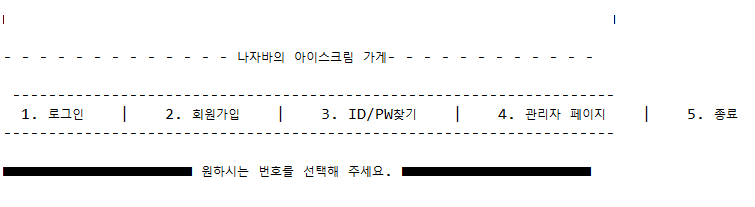 - - - - - - - - - - - - - 나자바의 아이스크림 가게- - - - - - - - - - - -
--------------------------------------------------------------------
1. 로그인 | 2. 회원가입 | 3. ID/PW찾기 | 4. 관리자 페이지 | 5. 종료
--------------------------------------------------------------------
원하시는 번호를 선택해 주세요.